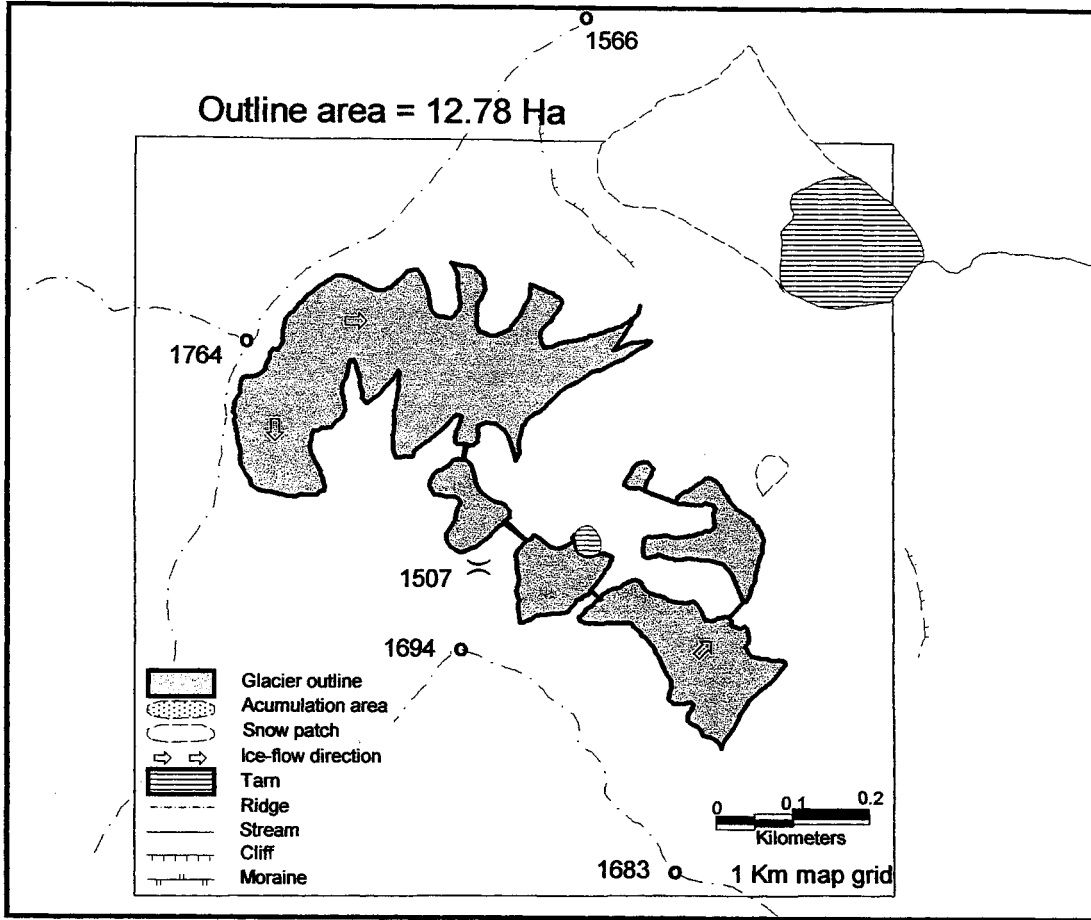 1566
Outline area = 12.78 Ha
1764
1507
1694
Glacier outline
Acumulation area
Snow patch
Ice-flow direction
Tarn
Ridge
Stream
Cliff
Moraine
0 0.1 0.2
Kilometers
1683
1 Km map grid